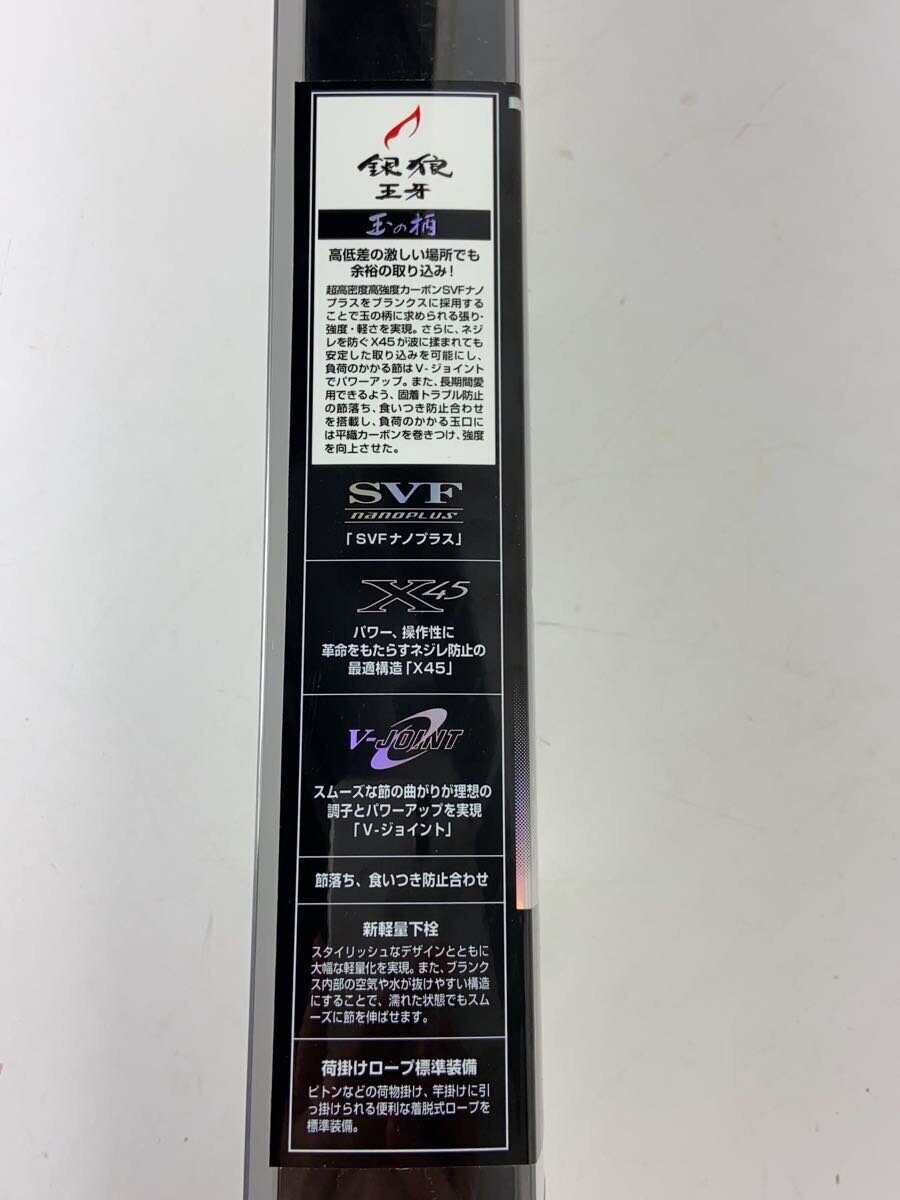 銀狼
王牙
玉の柄
高低差の激しい場所でも
余裕の取り込み!
超高密度高強度カーボンSVFナノ
プラスをブランクスに採用する
ことで玉の柄に求められる張り・
強度・軽さを実現。さらに、ネジ
レを防ぐX45が波に揉まれても
安定した取り込みを可能にし、
負荷のかかる節はV-ジョイント
でパワーアップ。また、長期間愛
用できるよう、固着トラブル防止
の節落ち、食いつき防止合わせ
を搭載し、負荷のかかる玉口に
は平織カーボンを巻きつけ、強度
を向上させた。
SVF
nanoPLUS
「SVFナノプラス」
X45
パワー、操作性に
革命をもたらすネジレ防止の
最適構造「X45」
V-JOINT
スムーズな節の曲がりが理想の
調子とパワーアップを実現
「V-ジョイント」
節落ち、食いつき防止合わせ
新軽量下栓
スタイリッシュなデザインとともに
大幅な軽量化を実現。また、ブランク
ス内部の空気や水が抜けやすい構造
にすることで、濡れた状態でもスム
ーズに節を伸ばせます。
荷掛けロープ標準装備
ピトンなどの荷物掛け、竿掛けに引
っ掛けられる便利な着脱式ロープを
標準装備。